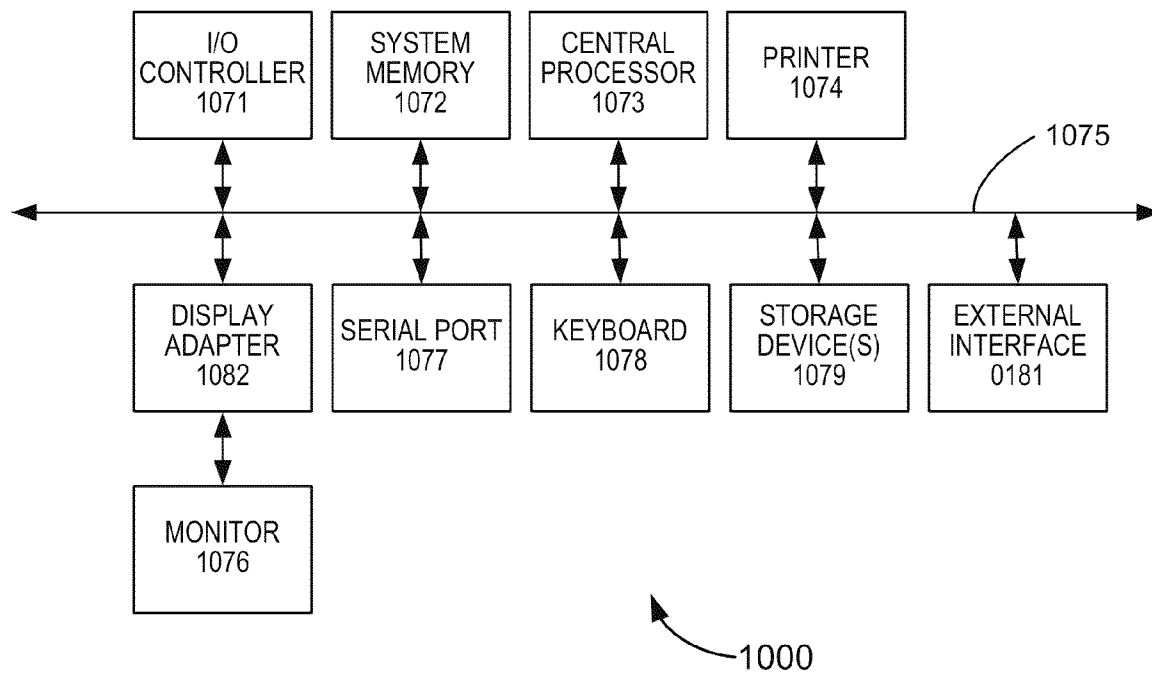 I/O
CONTROLLER
1071
SYSTEM
MEMORY
1072
CENTRAL
PROCESSOR
1073
PRINTER
1074
1075
DISPLAY
ADAPTER
1082
SERIAL PORT
1077
KEYBOARD
1078
STORAGE
DEVICE(S)
1079
EXTERNAL
INTERFACE
0181
MONITOR
1076
1000